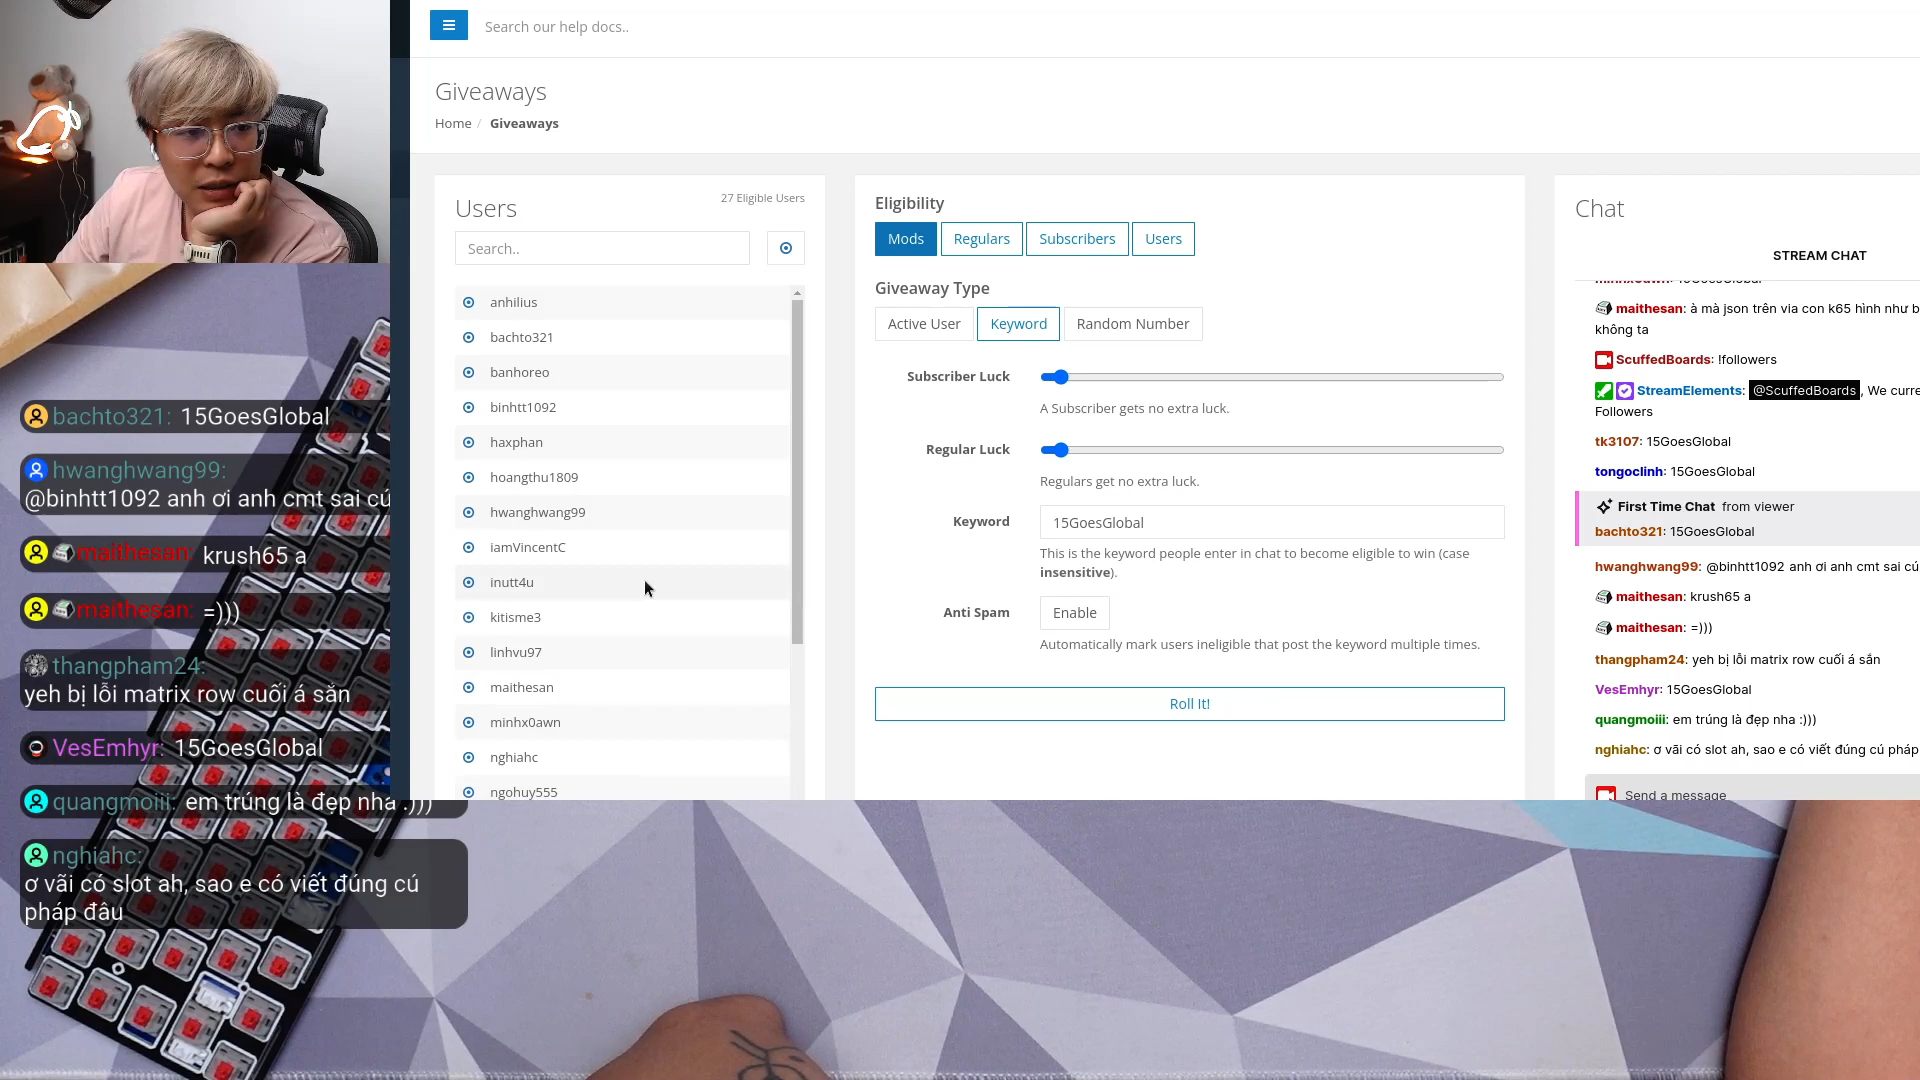 Search our help docs..
Giveaways
Home / Giveaways
Users
27 Eligible Users
Search..
anhilius
bachto321
banhoreo
binhtt1092
haxphan
hoangthu1809
hwanghwang99
iamVincentC
inutt4u
kitisme3
linhvu97
maithesan
minhx0awn
nghiahc
ngohuy555
Eligibility
Mods Regulars Subscribers Users
Giveaway Type
Active User Keyword Random Number
Subscriber Luck
A Subscriber gets no extra luck.
Regular Luck
Regulars get no extra luck.
Keyword 15GoesGlobal
This is the keyword people enter in chat to become eligible to win (case
insensitive).
Anti Spam Enable
Automatically mark users ineligible that post the keyword multiple times.
Roll It!
Chat
STREAM CHAT
maithesan: à mà json trên via con k65 hình như b
không ta
ScuffedBoards: !followers
StreamElements: @ScuffedBoards, We curre
Followers
tk3107: 15GoesGlobal
tongoclinh: 15GoesGlobal
First Time Chat from viewer
bachto321: 15GoesGlobal
hwanghwang99: @binhtt1092 anh ơi anh cmt sai cú
maithesan: krush65 a
maithesan: =)))
thangpham24: yeh bị lỗi matrix row cuối á sắn
VesEmhyr: 15GoesGlobal
quangmoiii: em trúng là đẹp nha :)))
nghiahc: ơ vãi có slot ah, sao e có viết đúng cú pháp
Send a message
bachto321: 15GoesGlobal
hwanghwang99:
@binhtt1092 anh ơi anh cmt sai cú
maithesan: krush65 a
maithesan: =)))
thangpham24:
yeh bị lỗi matrix row cuối á sắn
VesEmhyr: 15GoesGlobal
quangmoiii: em trúng là đẹp nha :)))
nghiahc:
ơ vãi có slot ah, sao e có viết đúng cú
pháp đâu